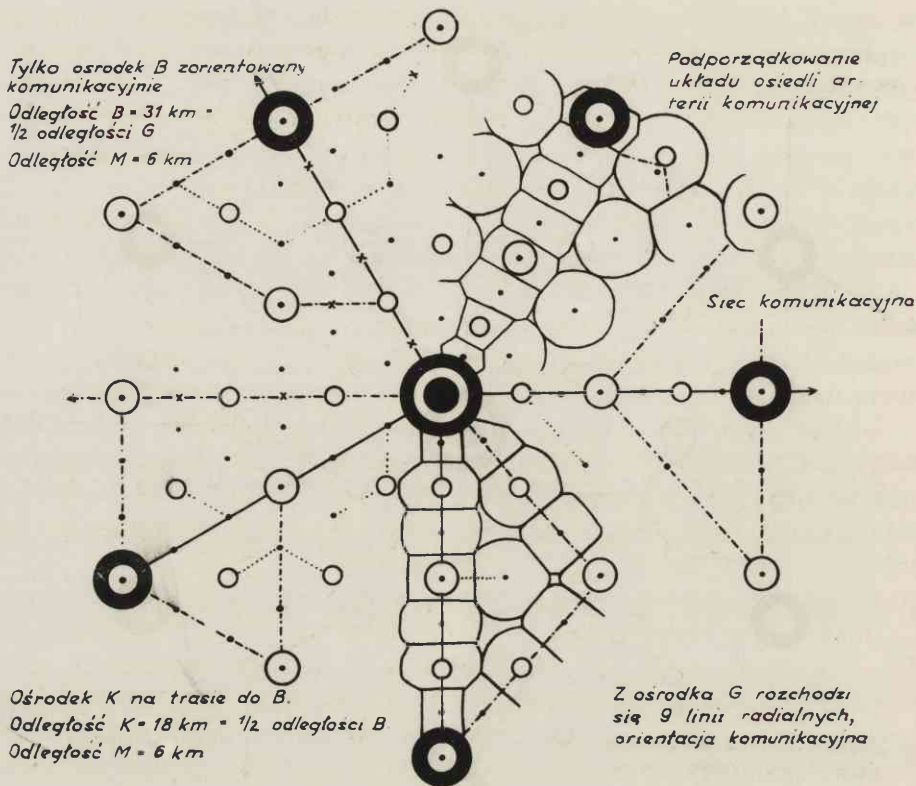 Tylko osrodek B zorientowany
komunikacyjnie
Odległość B = 31 km =
1/2 odległości G
Odległość M = 6 km
Podporządkowanie
układu osiedli ar-
terii komunikacyjnej
Siec komunikacyjna
Ośrodek K na trasie do B.
Odległość K = 18 km = 1/2 odległości B
Odległość M = 6 km
Z ośrodka G rozchodzi
się 9 linii radialnych,
orientacja komunikacyjna